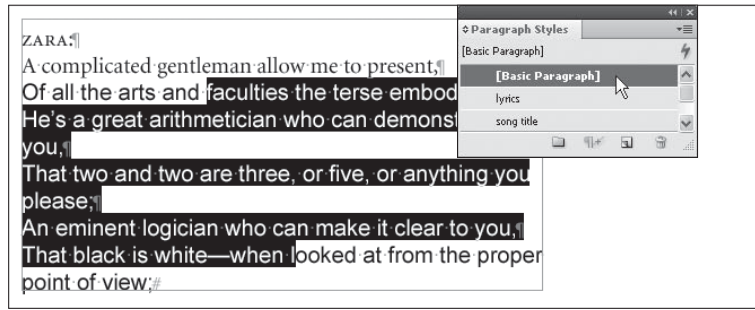 ZARA:¶
A complicated gentleman allow me to present,¶
Of all the arts and faculties the terse embod
He's a great arithmetician who can demonst
you,¶
That two and two are three, or five, or anything you
please;¶
An eminent logician who can make it clear to you,¶
That black is white—when looked at from the proper
point of view;#
Paragraph Styles
[Basic Paragraph]
[Basic Paragraph]
lyrics
song title